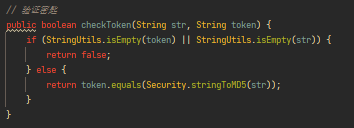 // 验证密匙
public boolean checkToken(String str, String token) {
    if (StringUtils.isEmpty(token) || StringUtils.isEmpty(str)) {
        return false;
    } else {
        return token.equals(Security.stringToMD5(str));
    }
}